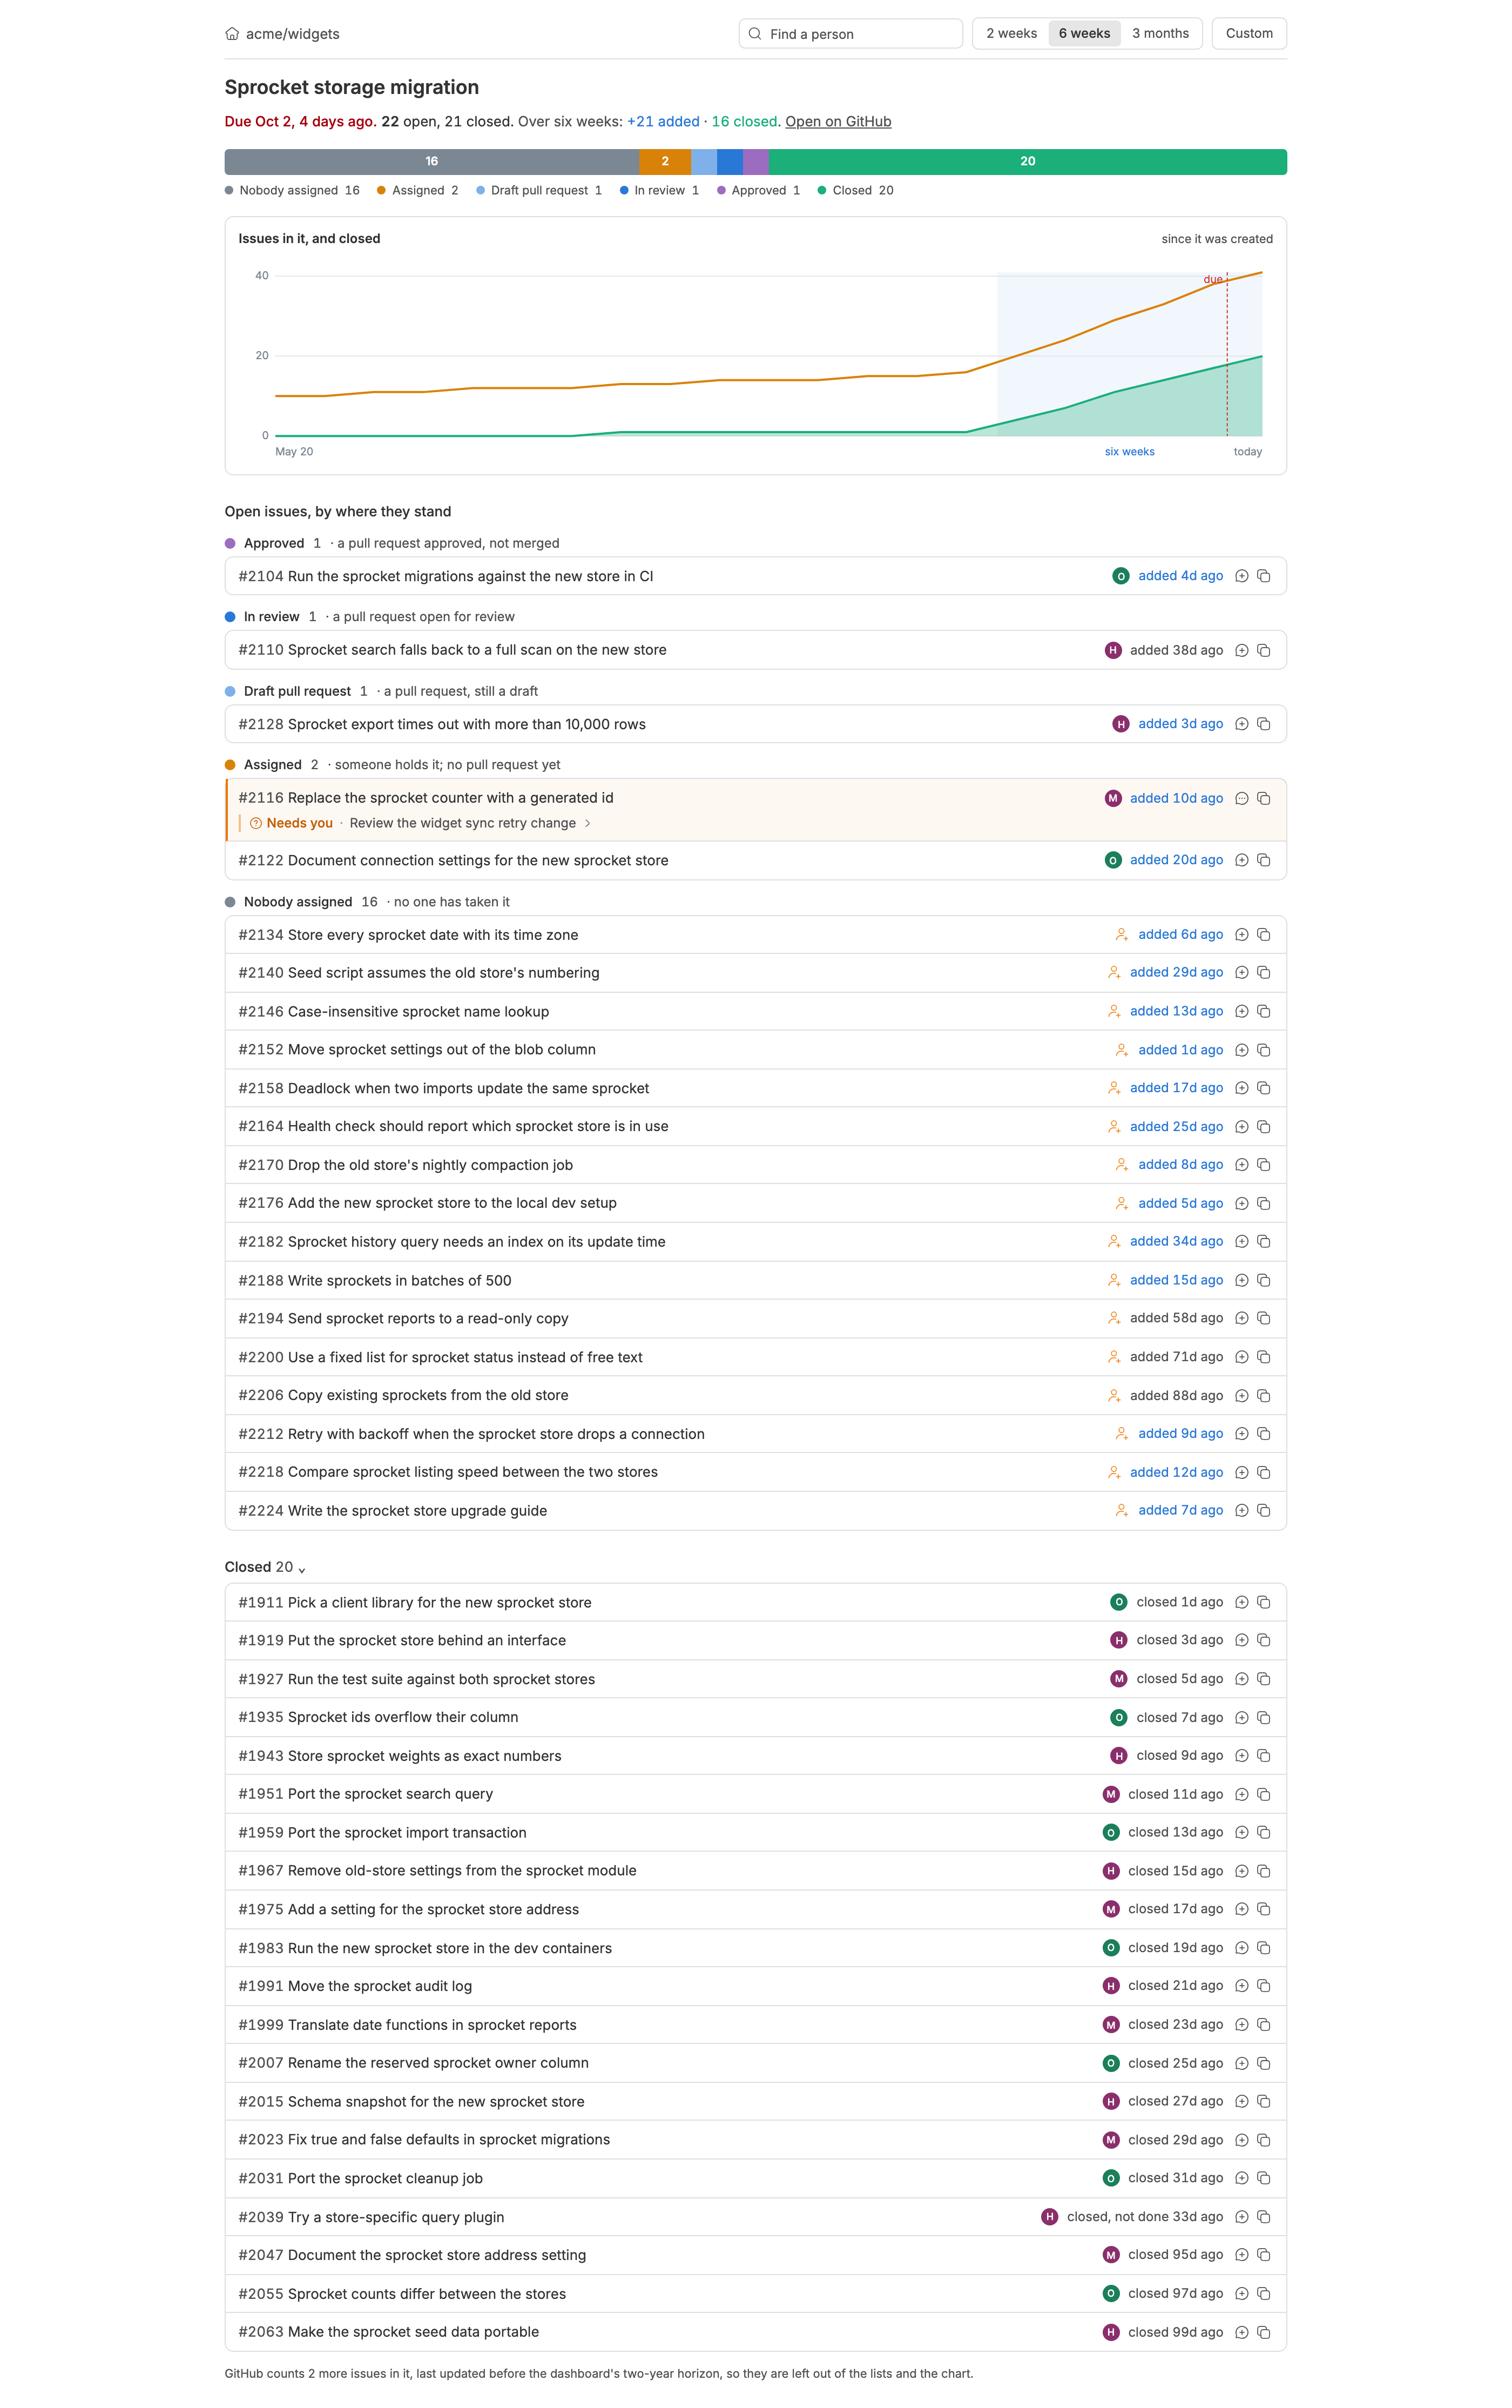 acme/widgets
Find a person
2 weeks 6 weeks 3 months Custom
Sprocket storage migration
Due Oct 2, 4 days ago. 22 open, 21 closed. Over six weeks: +21 added · 16 closed. Open on GitHub
16 2 20
Nobody assigned 16 Assigned 2 Draft pull request 1 In review 1 Approved 1 Closed 20
Issues in it, and closed since it was created
40
due
20
0
May 20 six weeks today
Open issues, by where they stand
Approved 1 · a pull request approved, not merged
#2104 Run the sprocket migrations against the new store in CI O added 4d ago
In review 1 · a pull request open for review
#2110 Sprocket search falls back to a full scan on the new store H added 38d ago
Draft pull request 1 · a pull request, still a draft
#2128 Sprocket export times out with more than 10,000 rows H added 3d ago
Assigned 2 · someone holds it; no pull request yet
#2116 Replace the sprocket counter with a generated id M added 10d ago
Needs you · Review the widget sync retry change
#2122 Document connection settings for the new sprocket store O added 20d ago
Nobody assigned 16 · no one has taken it
#2134 Store every sprocket date with its time zone added 6d ago
#2140 Seed script assumes the old store's numbering added 29d ago
#2146 Case-insensitive sprocket name lookup added 13d ago
#2152 Move sprocket settings out of the blob column added 1d ago
#2158 Deadlock when two imports update the same sprocket added 17d ago
#2164 Health check should report which sprocket store is in use added 25d ago
#2170 Drop the old store's nightly compaction job added 8d ago
#2176 Add the new sprocket store to the local dev setup added 5d ago
#2182 Sprocket history query needs an index on its update time added 34d ago
#2188 Write sprockets in batches of 500 added 15d ago
#2194 Send sprocket reports to a read-only copy added 58d ago
#2200 Use a fixed list for sprocket status instead of free text added 71d ago
#2206 Copy existing sprockets from the old store added 88d ago
#2212 Retry with backoff when the sprocket store drops a connection added 9d ago
#2218 Compare sprocket listing speed between the two stores added 12d ago
#2224 Write the sprocket store upgrade guide added 7d ago
Closed 20
#1911 Pick a client library for the new sprocket store O closed 1d ago
#1919 Put the sprocket store behind an interface H closed 3d ago
#1927 Run the test suite against both sprocket stores M closed 5d ago
#1935 Sprocket ids overflow their column O closed 7d ago
#1943 Store sprocket weights as exact numbers H closed 9d ago
#1951 Port the sprocket search query M closed 11d ago
#1959 Port the sprocket import transaction O closed 13d ago
#1967 Remove old-store settings from the sprocket module H closed 15d ago
#1975 Add a setting for the sprocket store address M closed 17d ago
#1983 Run the new sprocket store in the dev containers O closed 19d ago
#1991 Move the sprocket audit log H closed 21d ago
#1999 Translate date functions in sprocket reports M closed 23d ago
#2007 Rename the reserved sprocket owner column O closed 25d ago
#2015 Schema snapshot for the new sprocket store H closed 27d ago
#2023 Fix true and false defaults in sprocket migrations M closed 29d ago
#2031 Port the sprocket cleanup job O closed 31d ago
#2039 Try a store-specific query plugin H closed, not done 33d ago
#2047 Document the sprocket store address setting M closed 95d ago
#2055 Sprocket counts differ between the stores O closed 97d ago
#2063 Make the sprocket seed data portable H closed 99d ago
GitHub counts 2 more issues in it, last updated before the dashboard's two-year horizon, so they are left out of the lists and the chart.